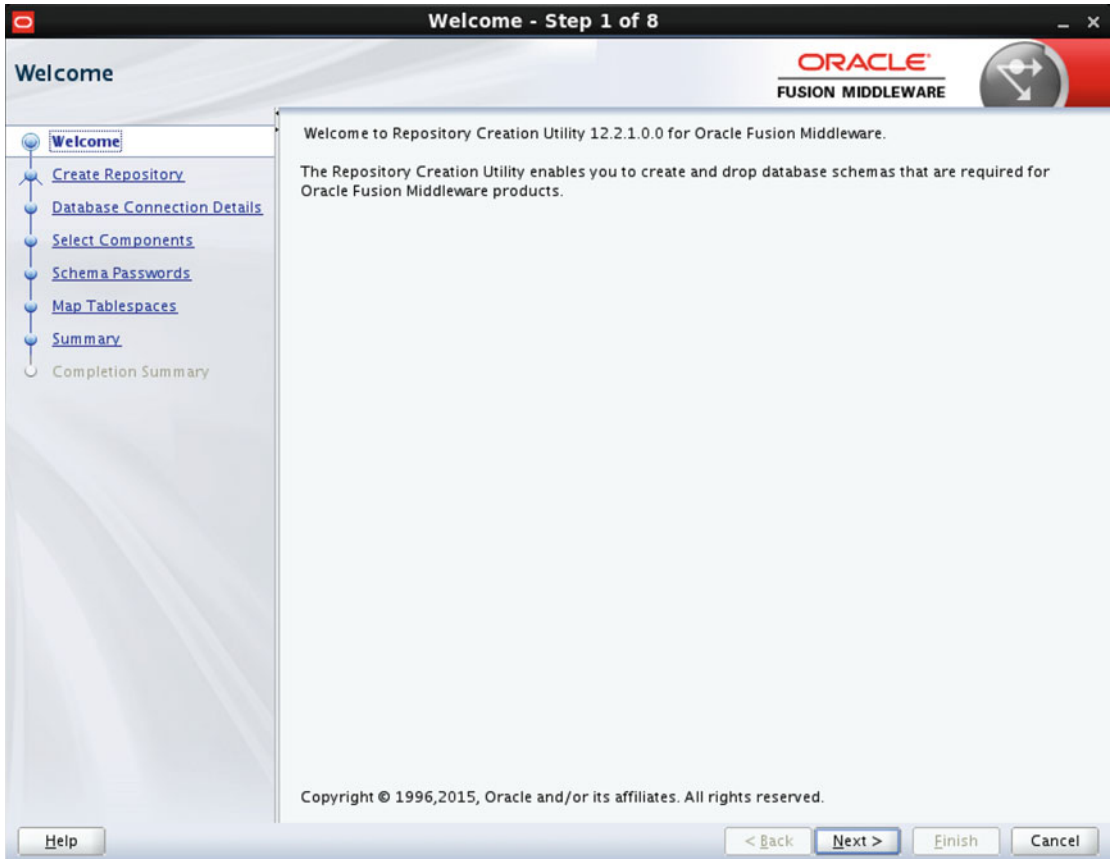 Welcome - Step 1 of 8
Welcome
ORACLE
FUSION MIDDLEWARE
Welcome
Create Repository
Database Connection Details
Select Components
Schema Passwords
Map Tablespaces
Summary
Completion Summary
Welcome to Repository Creation Utility 12.2.1.0.0 for Oracle Fusion Middleware.
The Repository Creation Utility enables you to create and drop database schemas that are required for
Oracle Fusion Middleware products.
Copyright © 1996,2015, Oracle and/or its affiliates. All rights reserved.
Help
< Back
Next >
Finish
Cancel